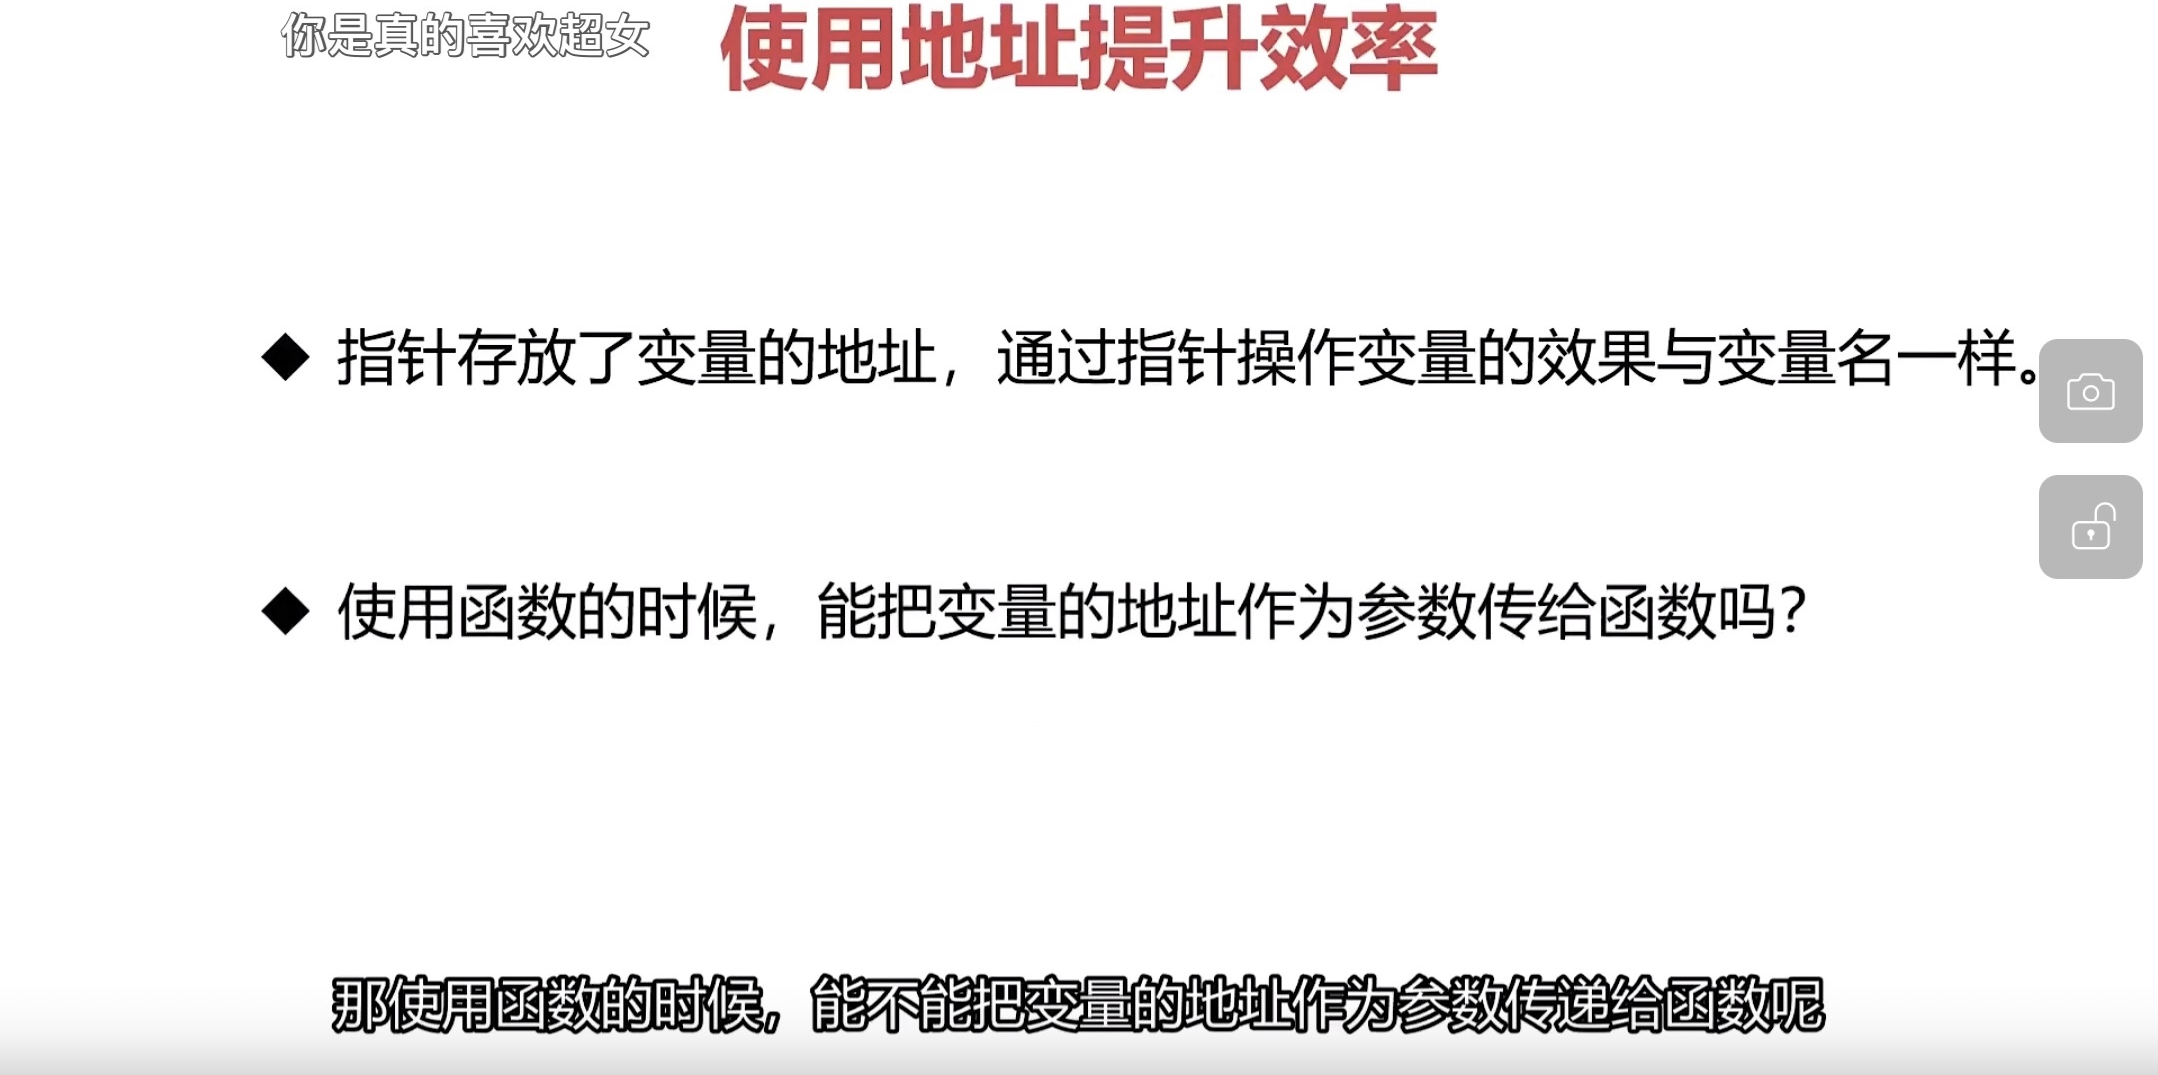 你是真的喜欢超女
使用地址提升效率
◆ 指针存放了变量的地址，通过指针操作变量的效果与变量名一样。
◆ 使用函数的时候，能把变量的地址作为参数传给函数吗？
那使用函数的时候，能不能把变量的地址作为参数传递给函数呢